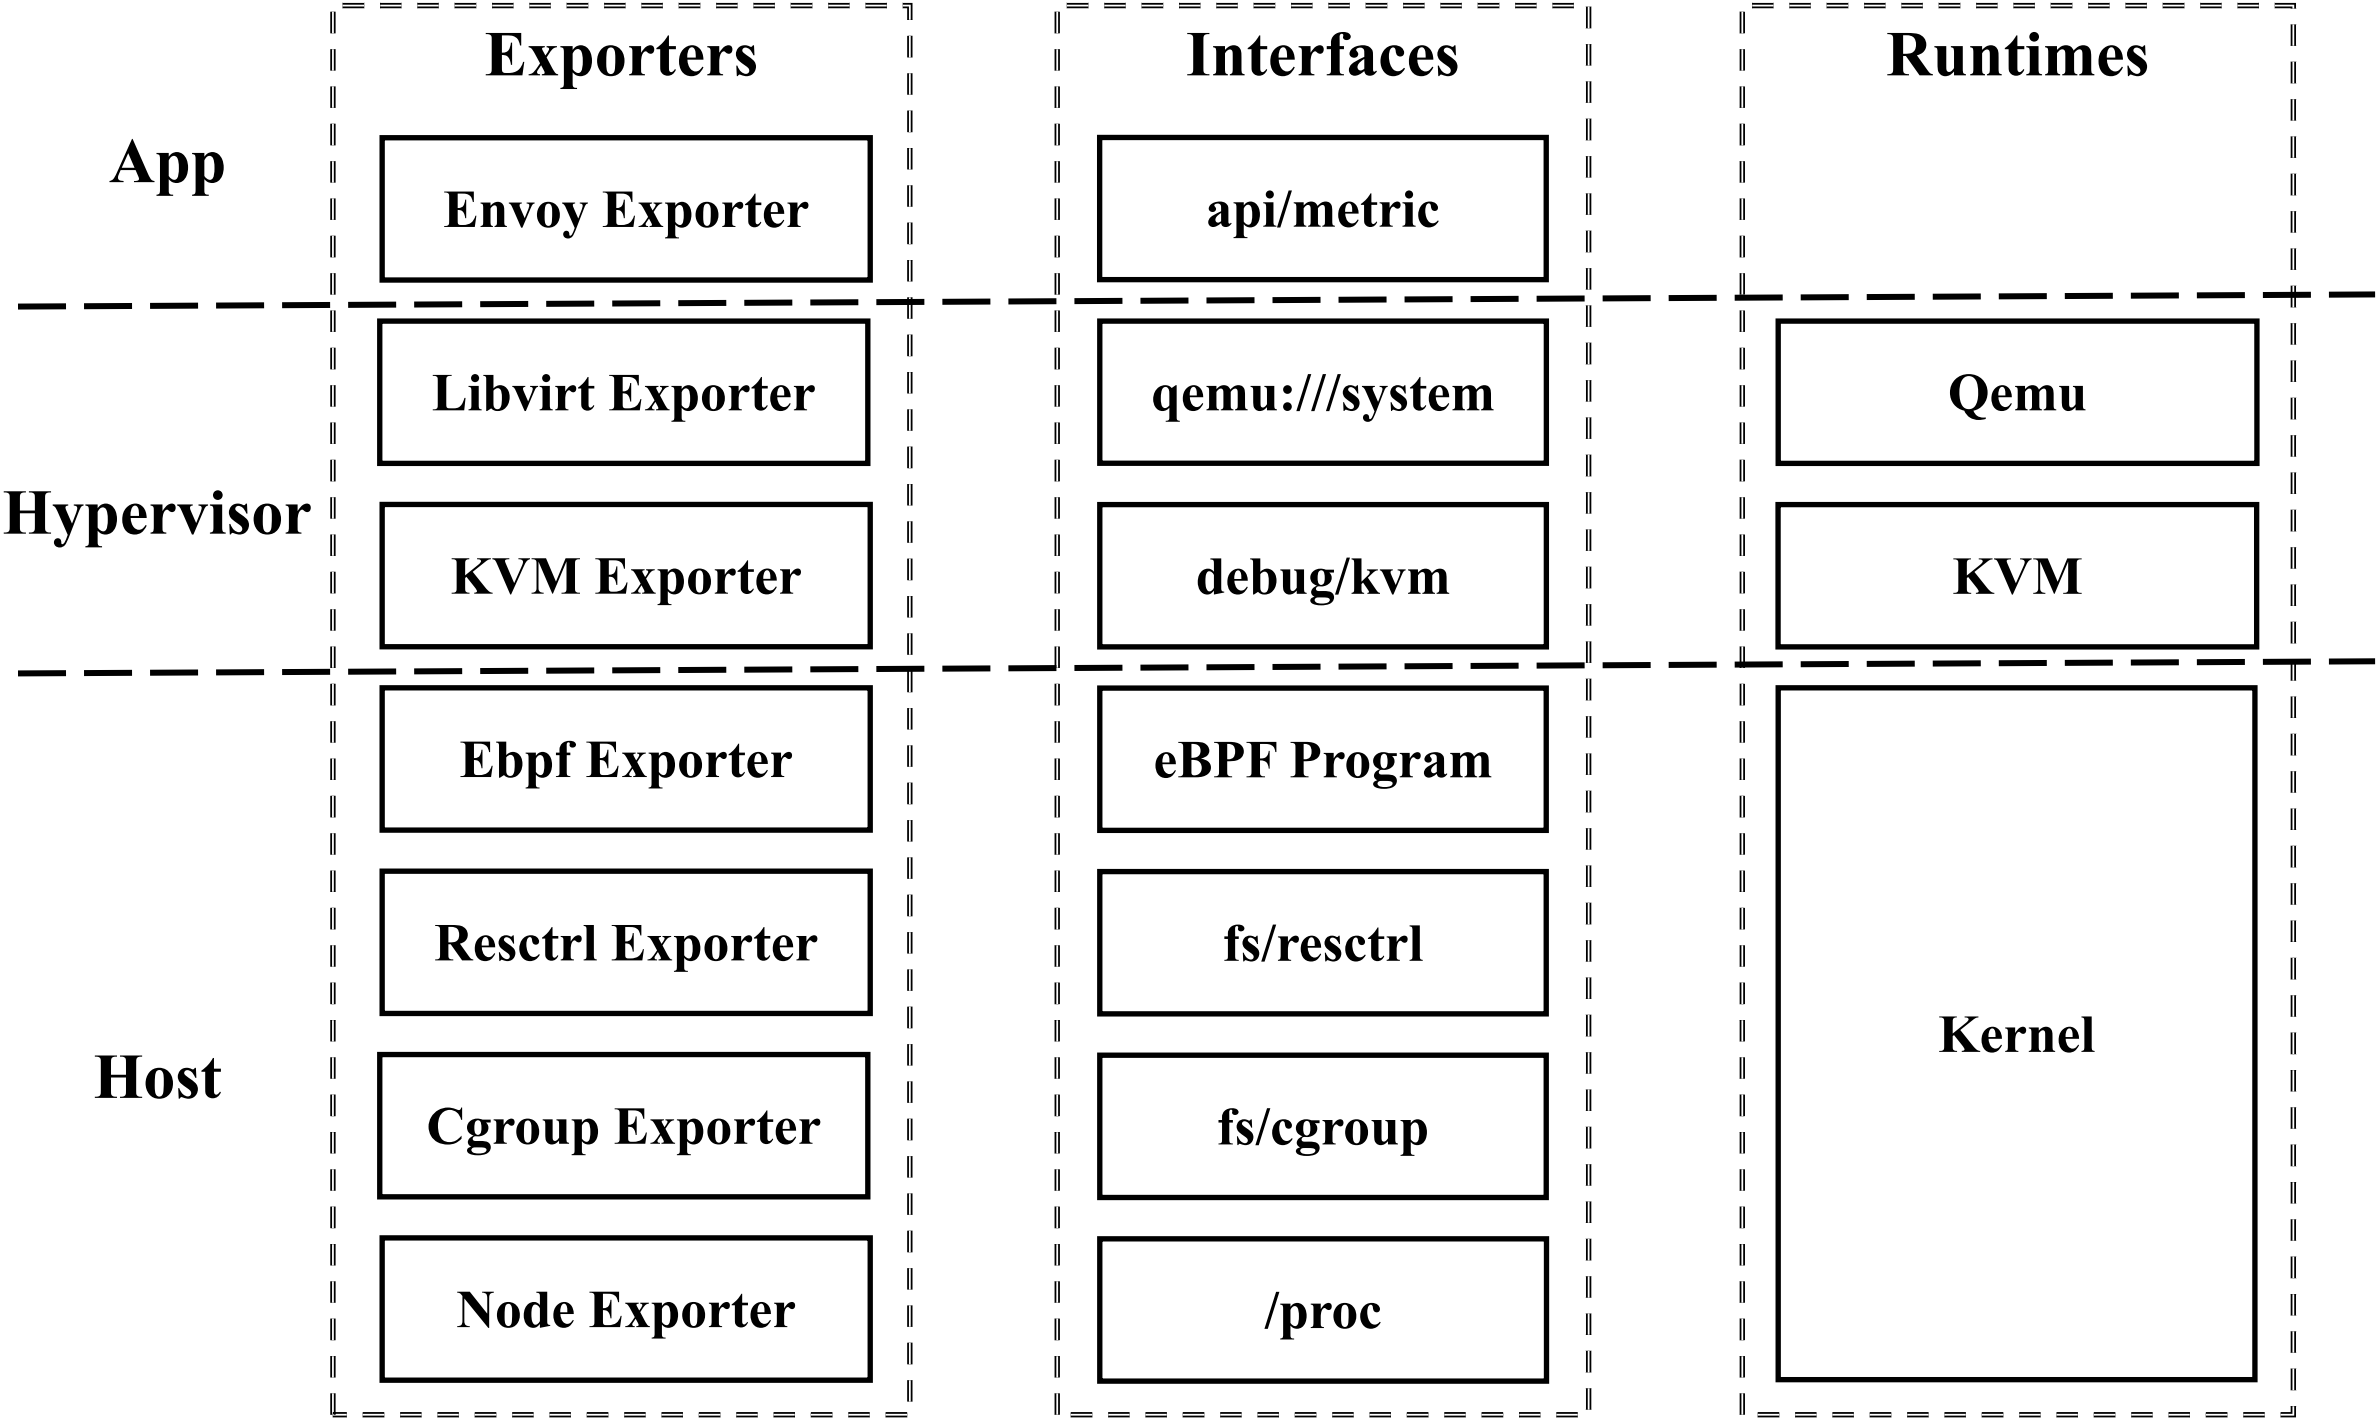 Exporters
Interfaces
Runtimes
App
Envoy Exporter
api/metric
Hypervisor
Libvirt Exporter
qemu:///system
Qemu
KVM Exporter
debug/kvm
KVM
Host
Ebpf Exporter
eBPF Program
Kernel
Resctrl Exporter
fs/resctrl
Cgroup Exporter
fs/cgroup
Node Exporter
/proc